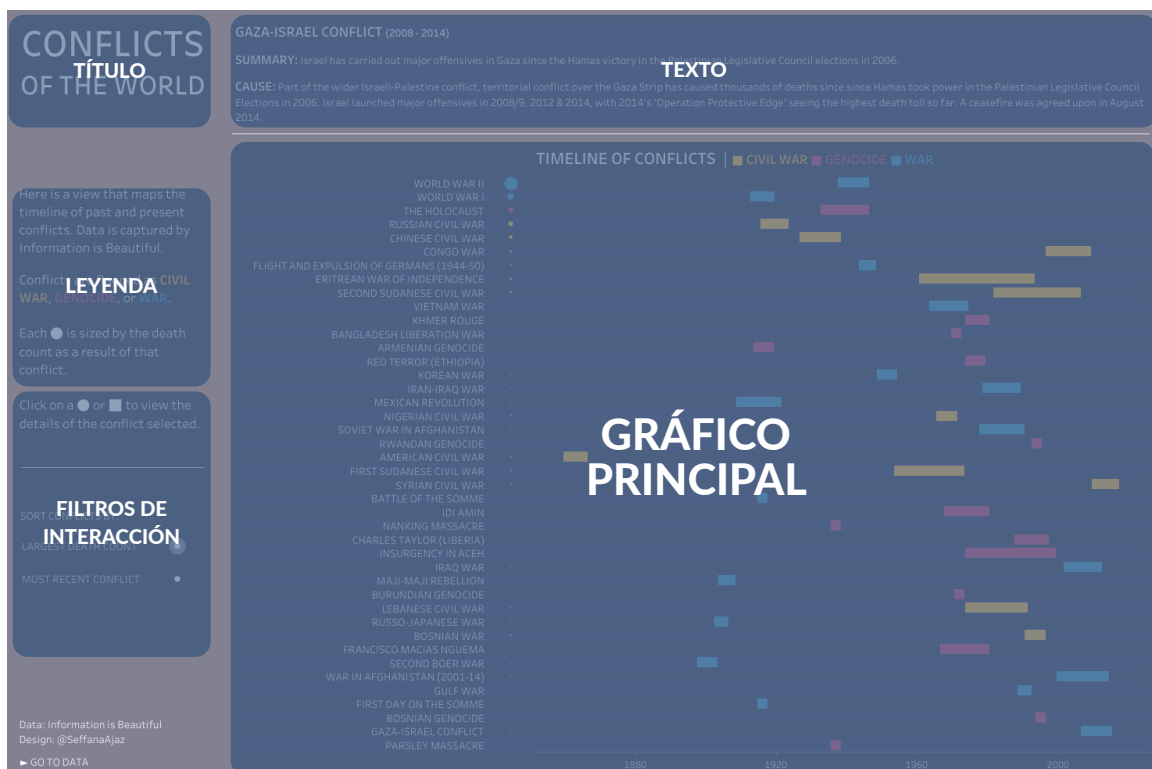 CONFLICTS
OF THE WORLD
TÍTULO
GAZA-ISRAEL CONFLICT (2008 - 2014)
SUMMARY: Israel has carried out major offensives in Gaza since the Hamas victory in the Palestinian Legislative Council elections in 2006.
TEXTO
CAUSE: Part of the wider Israeli-Palestine conflict, territorial conflict over the Gaza Strip has caused thousands of deaths since since Hamas took power in the Palestinian Legislative Council
Elections in 2006. Israel launched major offensives in 2008/9, 2012 & 2014, with 2014's 'Operation Protective Edge' seeing the highest death toll so far. A ceasefire was agreed upon in August
2014.
Here is a view that maps the
timeline of past and present
conflicts. Data is captured by
Information is Beautiful.
Conflicts as CIVIL
WAR, GENOCIDE, or WAR.
LEYENDA
Each ● is sized by the death
count as a result of that
conflict.
Click on a ● or ■ to view the
details of the conflict selected.
FILTROS DE
INTERACCIÓN
SORT CONFLICTS BY:
LARGEST DEATH COUNT
MOST RECENT CONFLICT
Data: Information is Beautiful
Design: @SeffanaAjaz
► GO TO DATA
TIMELINE OF CONFLICTS | ■ CIVIL WAR ■ GENOCIDE ■ WAR
WORLD WAR II
WORLD WAR I
THE HOLOCAUST
RUSSIAN CIVIL WAR
CHINESE CIVIL WAR
CONGO WAR
FLIGHT AND EXPULSION OF GERMANS (1944-50)
ERITREAN WAR OF INDEPENDENCE
SECOND SUDANESE CIVIL WAR
VIETNAM WAR
KHMER ROUGE
BANGLADESH LIBERATION WAR
ARMENIAN GENOCIDE
RED TERROR (ETHIOPIA)
KOREAN WAR
IRAN-IRAQ WAR
MEXICAN REVOLUTION
NIGERIAN CIVIL WAR
SOVIET WAR IN AFGHANISTAN
RWANDAN GENOCIDE
AMERICAN CIVIL WAR
FIRST SUDANESE CIVIL WAR
SYRIAN CIVIL WAR
BATTLE OF THE SOMME
IDI AMIN
NANKING MASSACRE
CHARLES TAYLOR (LIBERIA)
INSURGENCY IN ACEH
IRAQ WAR
MAJI-MAJI REBELLION
BURUNDIAN GENOCIDE
LEBANESE CIVIL WAR
RUSSO-JAPANESE WAR
BOSNIAN WAR
FRANCISCO MACíAS NGUEMA
SECOND BOER WAR
WAR IN AFGHANISTAN (2001-14)
GULF WAR
FIRST DAY ON THE SOMME
BOSNIAN GENOCIDE
GAZA-ISRAEL CONFLICT
PARSLEY MASSACRE
GRÁFICO
PRINCIPAL
1880 1920 1960 2000